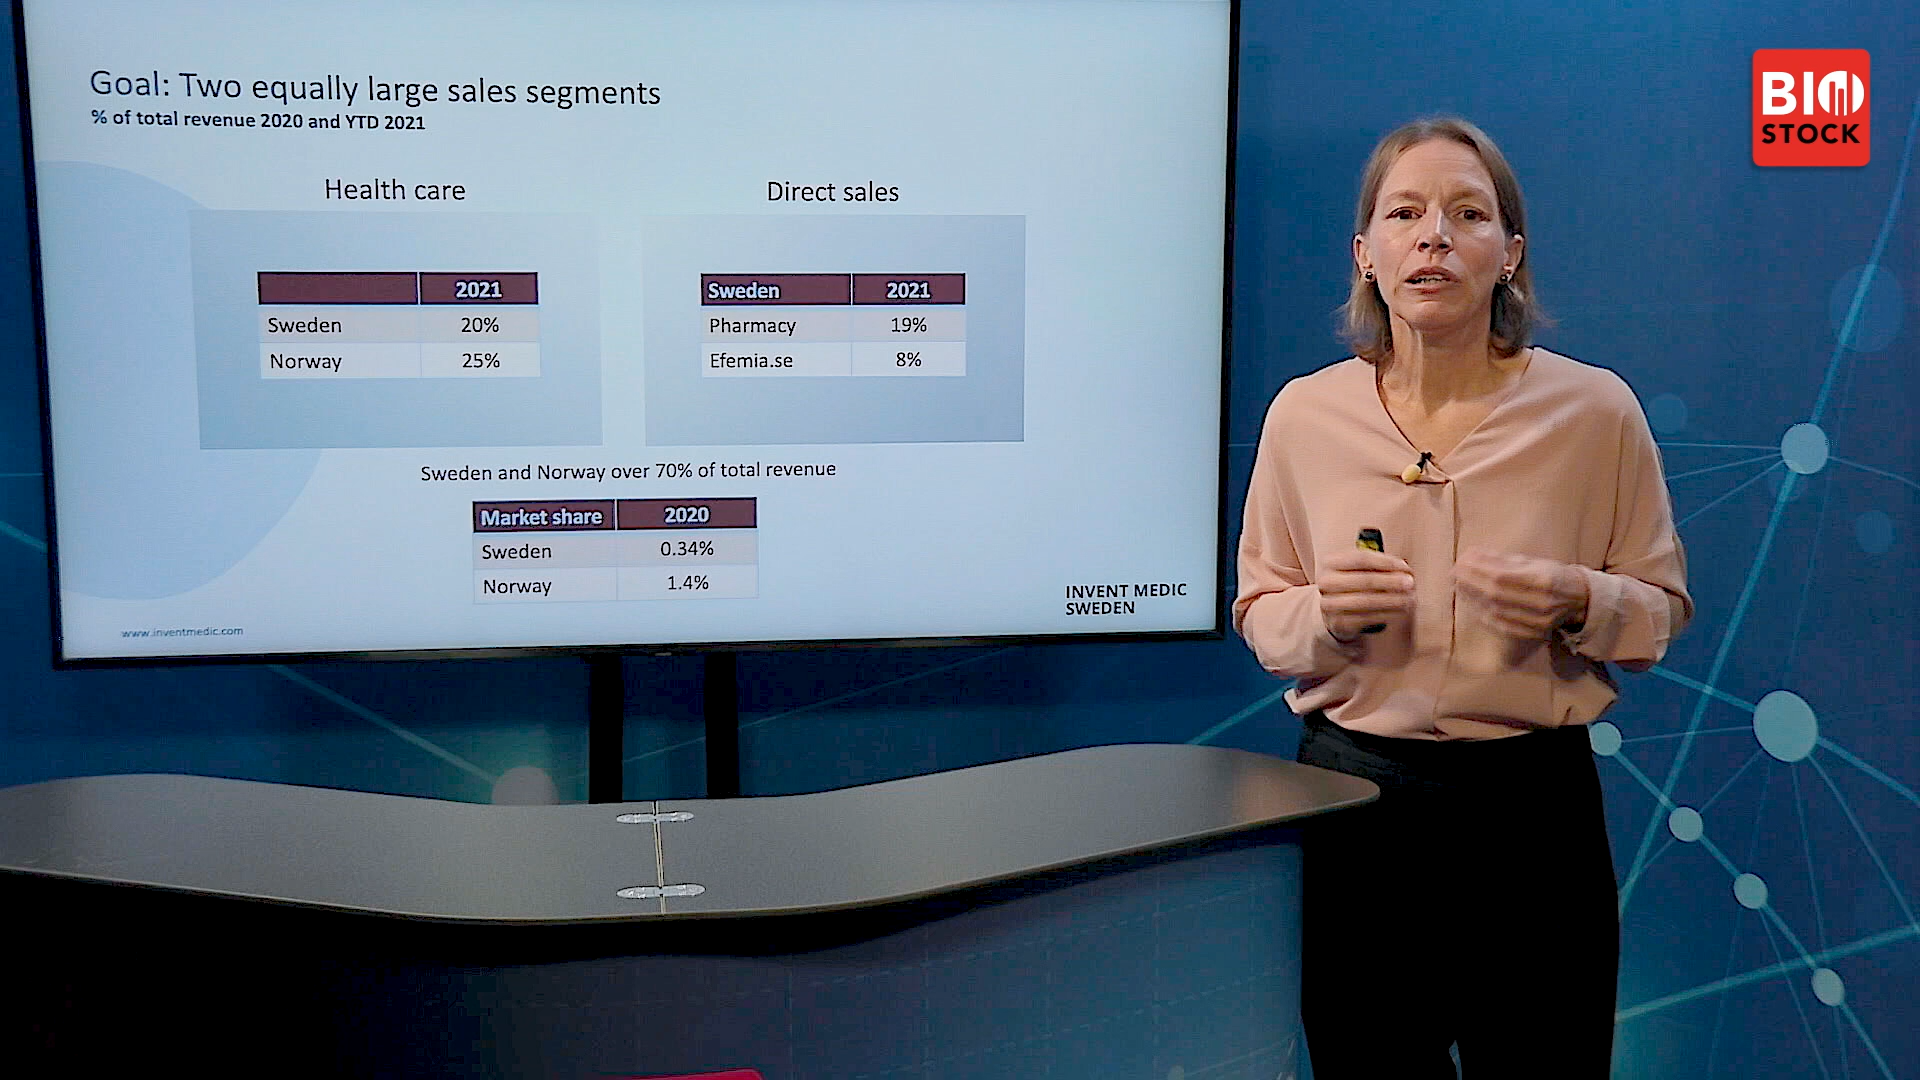 Goal: Two equally large sales segments
% of total revenue 2020 and YTD 2021
Health care
2021
Sweden 20%
Norway 25%
Direct sales
Sweden 2021
Pharmacy 19%
Efemia.se 8%
Sweden and Norway over 70% of total revenue
Market share 2020
Sweden 0.34%
Norway 1.4%
www.inventmedic.com
INVENT MEDIC
SWEDEN
BIO
STOCK